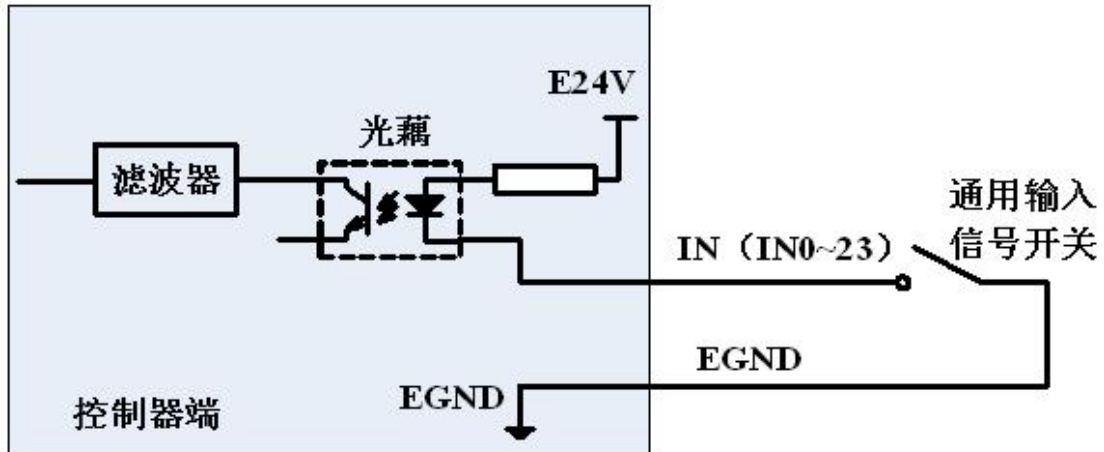 E24V
光藕
滤波器
通用输入
信号开关
IN（IN0~23）
EGND
EGND
控制器端